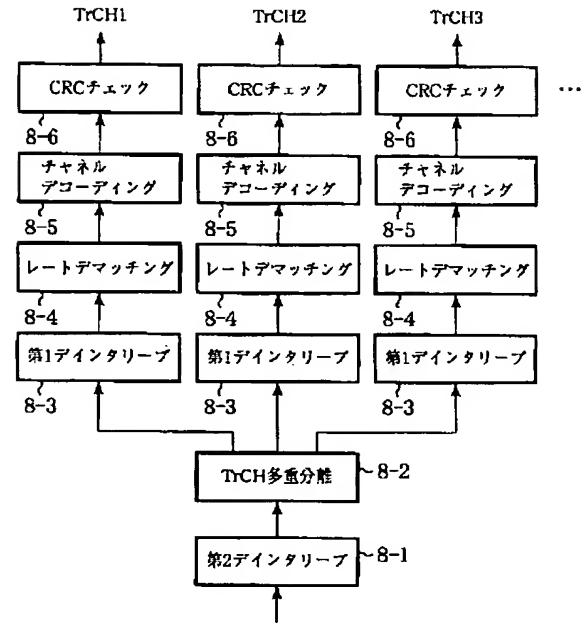 TrCH1 TrCH2 TrCH3
CRCチェック CRCチェック CRCチェック …
8-6 8-6 8-6
チャネル チャネル チャネル
デコーディング デコーディング デコーディング
8-5 8-5 8-5
レートデマッチング レートデマッチング レートデマッチング
8-4 8-4 8-4
第1デインタリーブ 第1デインタリーブ 第1デインタリーブ
8-3 8-3 8-3
TrCH多重分離 8-2
第2デインタリーブ 8-1